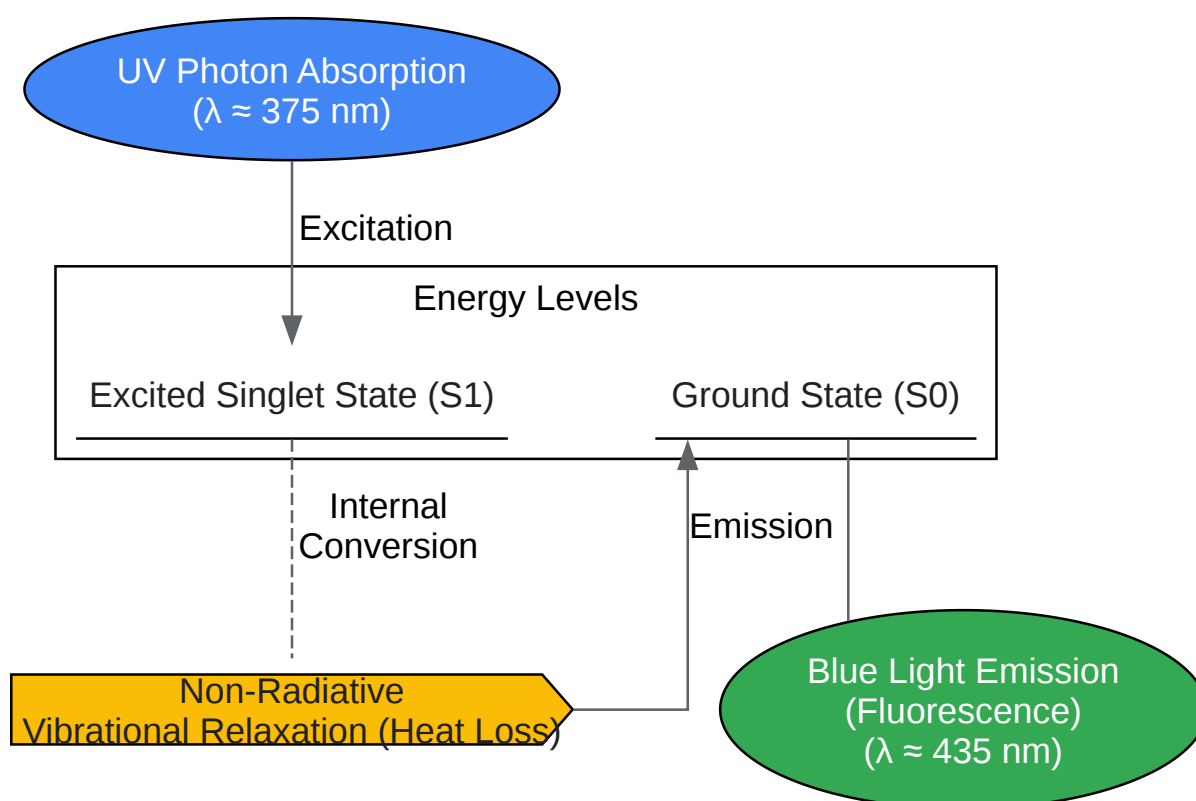 UV Photon Absorption
(λ ≈ 375 nm)
Excitation
Energy Levels
Excited Singlet State (S1)
Ground State (S0)
Internal
Conversion
Emission
Non-Radiative
Vibrational Relaxation (Heat Loss)
Blue Light Emission
(Fluorescence)
(λ ≈ 435 nm)